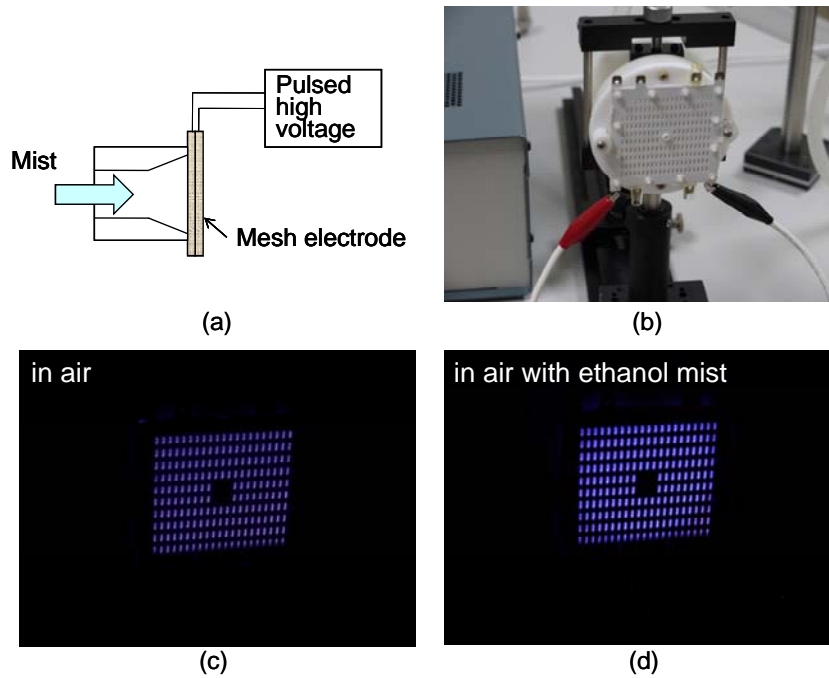 Pulsed
high
voltage
Mist
Mesh electrode
(a)
(b)
in air
in air with ethanol mist
(c)
(d)